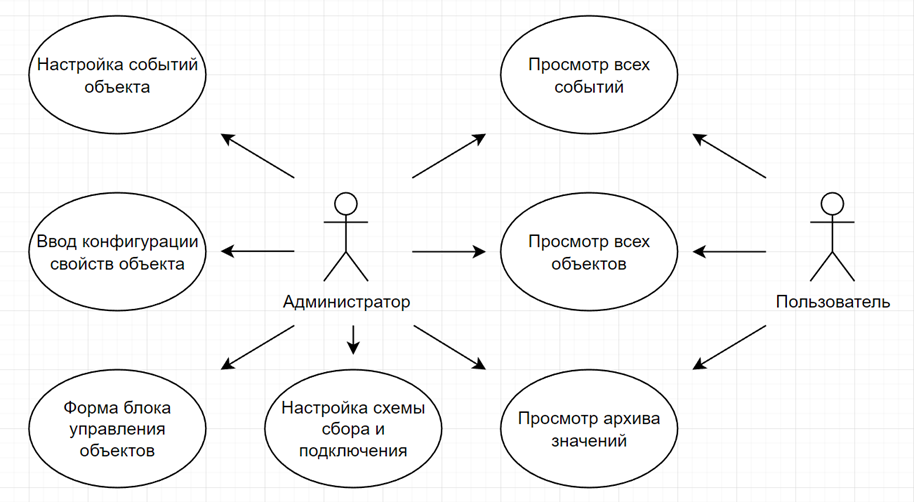 Настройка событий
объекта
Просмотр всех
событий
Ввод конфигурации
свойств объекта
Просмотр всех
объектов
Администратор
Пользователь
Форма блока
управления
объектов
Настройка схемы
сбора и
подключения
Просмотр архива
значений